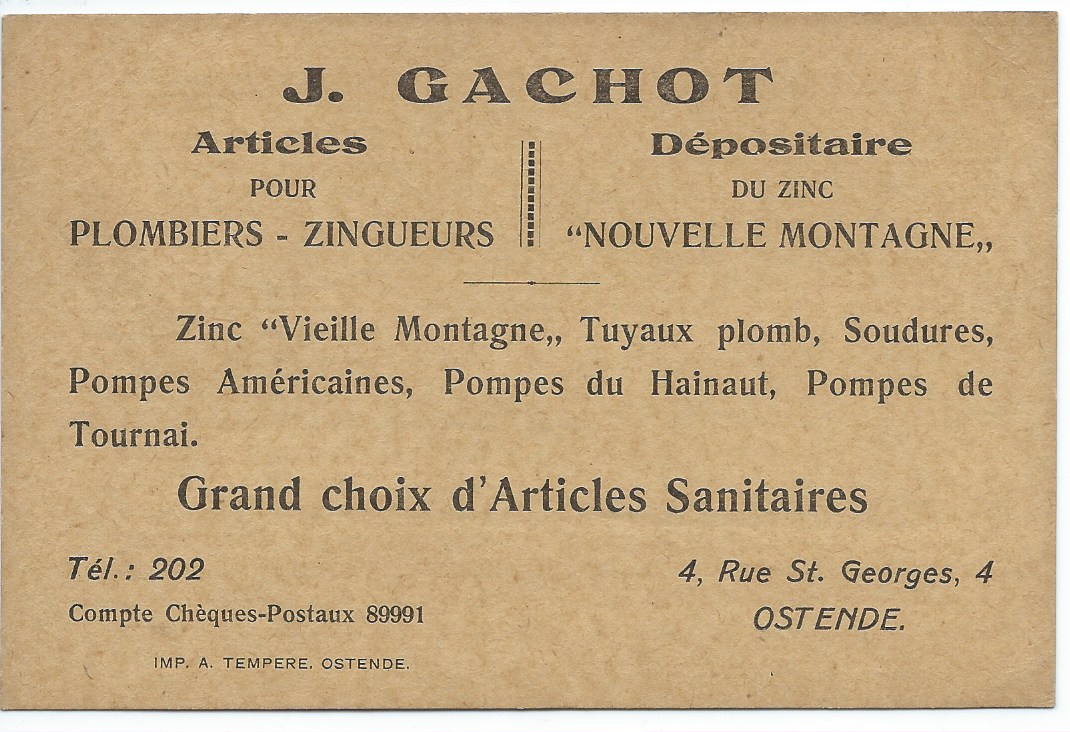 J. GACHOT
Articles
POUR
PLOMBIERS - ZINGUEURS
Dépositaire
DU ZINC
“NOUVELLE MONTAGNE„
Zinc “Vieille Montagne„ Tuyaux plomb, Soudures,
Pompes Américaines, Pompes du Hainaut, Pompes de
Tournai.
Grand choix d'Articles Sanitaires
Tél.: 202
Compte Chèques-Postaux 89991
4, Rue St. Georges, 4
OSTENDE.
IMP. A. TEMPERE. OSTENDE.